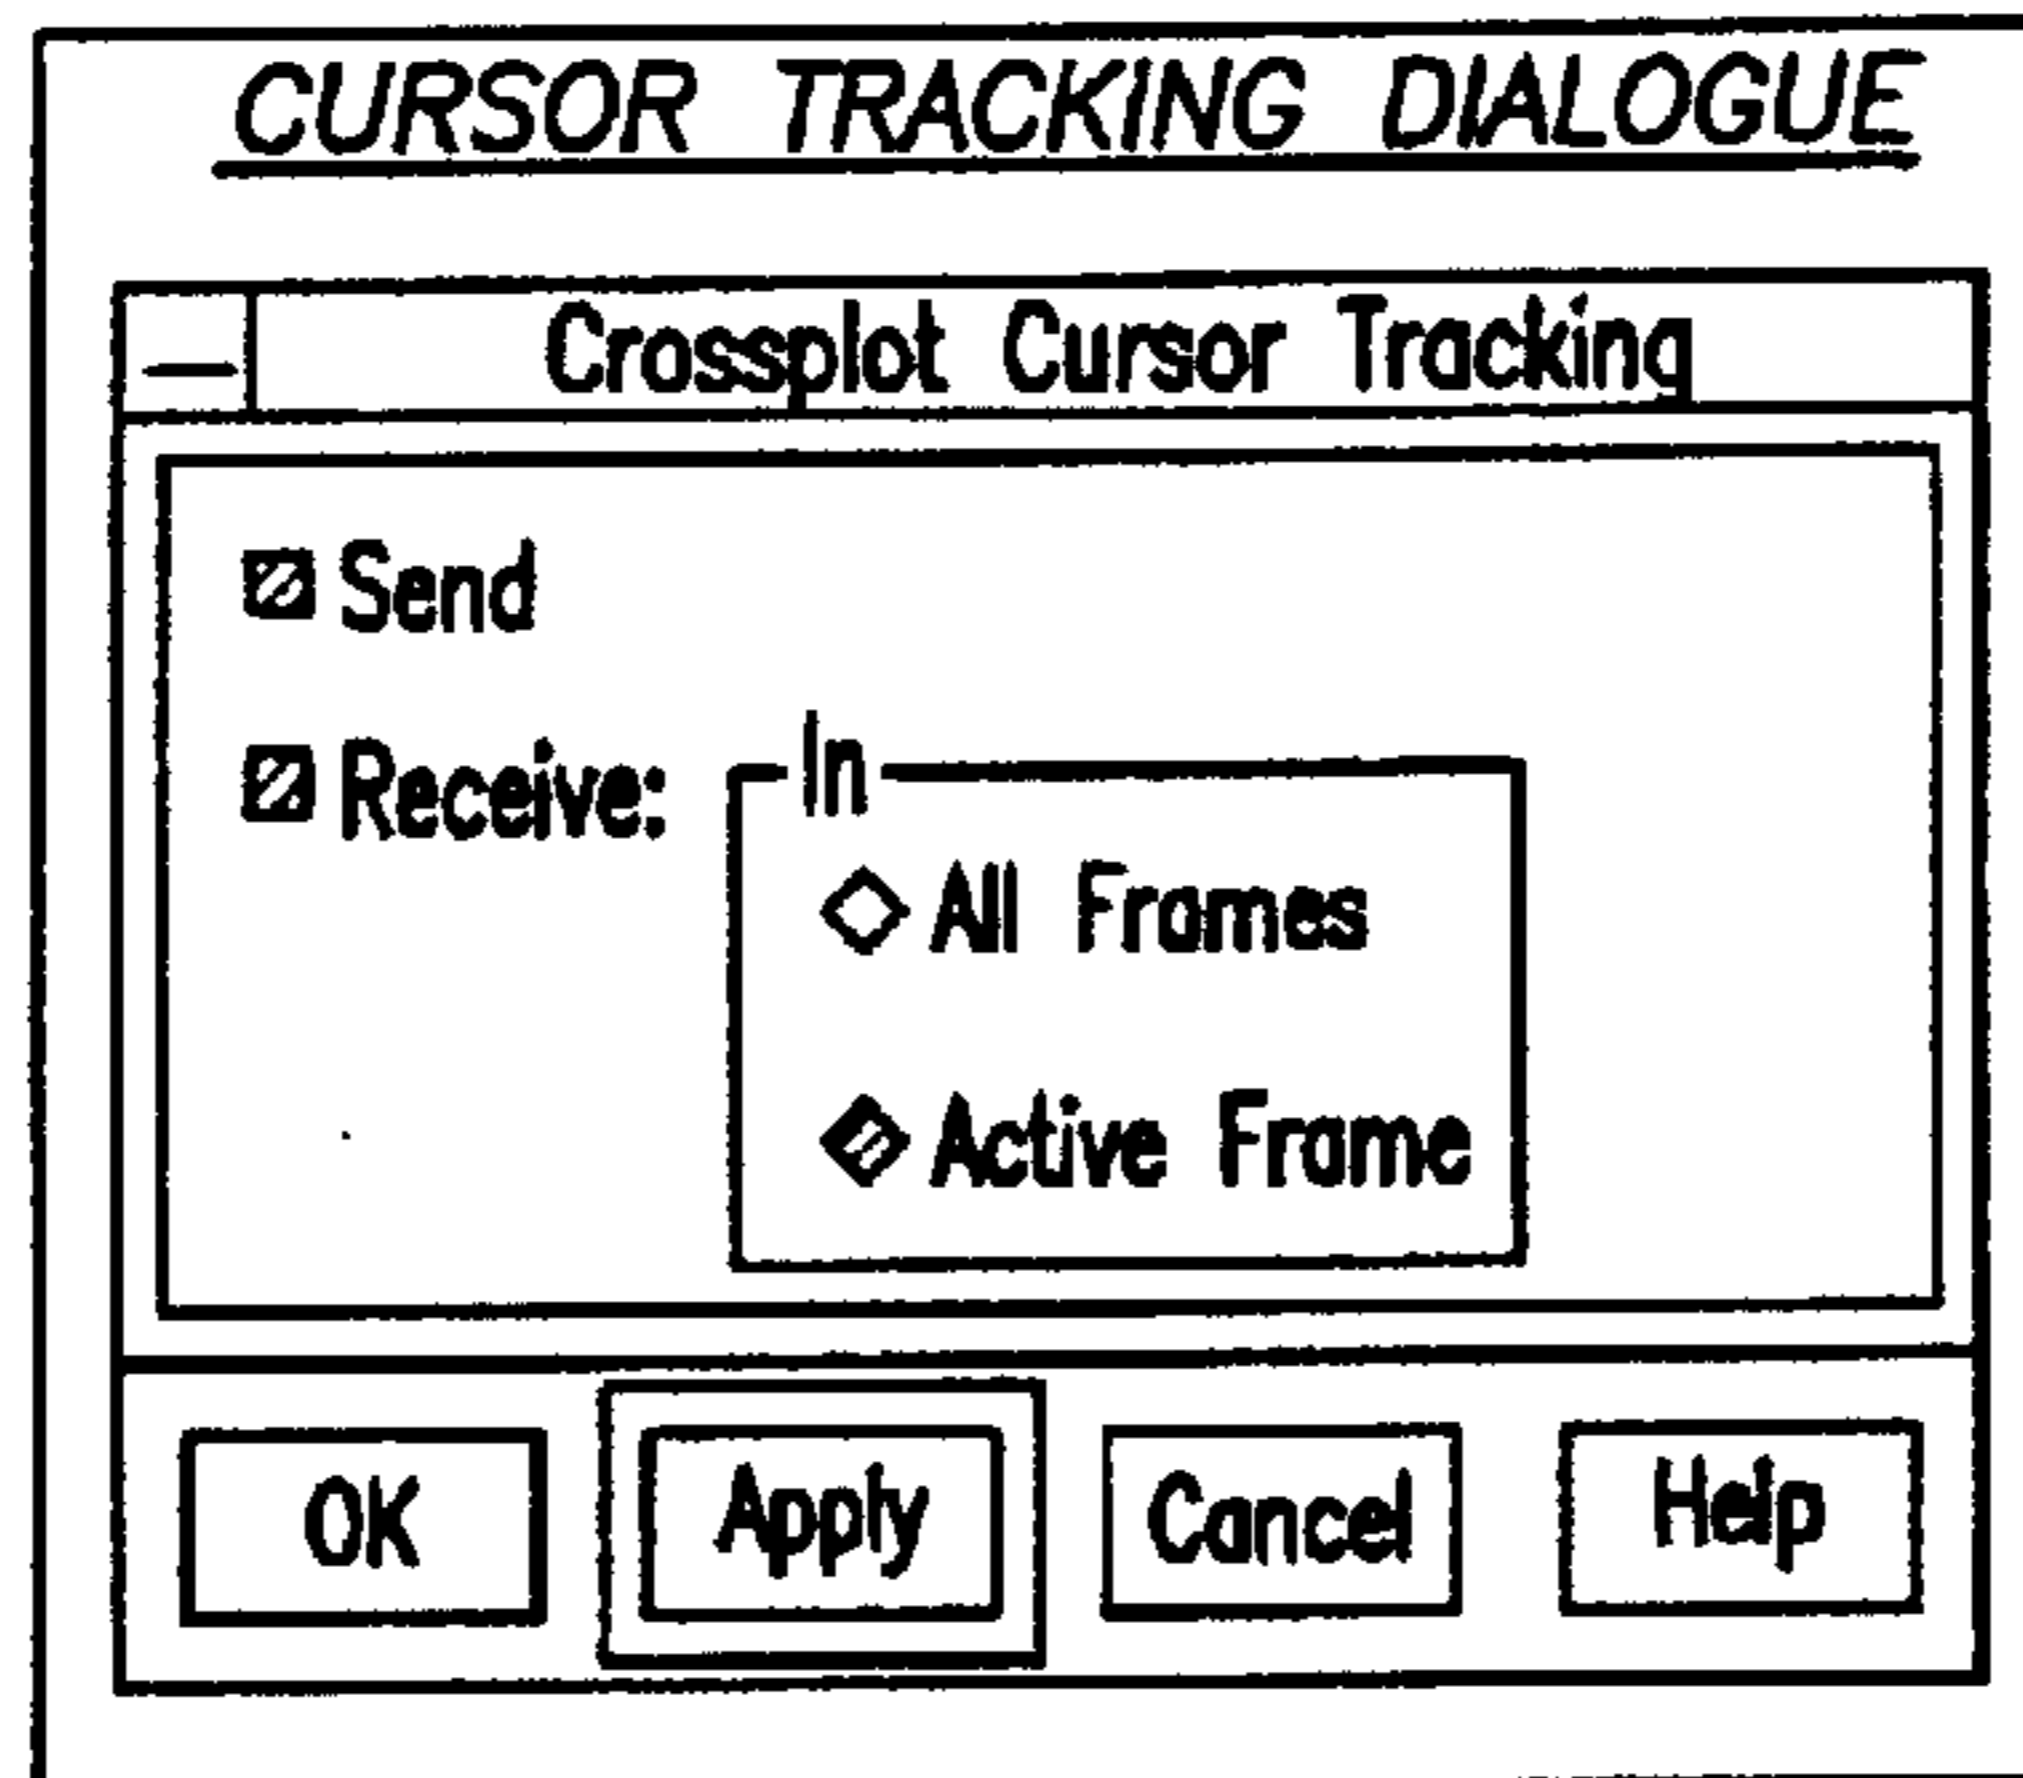 CURSOR TRACKING DIALOGUE
Crossplot Cursor Tracking
Send
Receive:
In
All Frames
Active Frame
OK
Apply
Cancel
Help